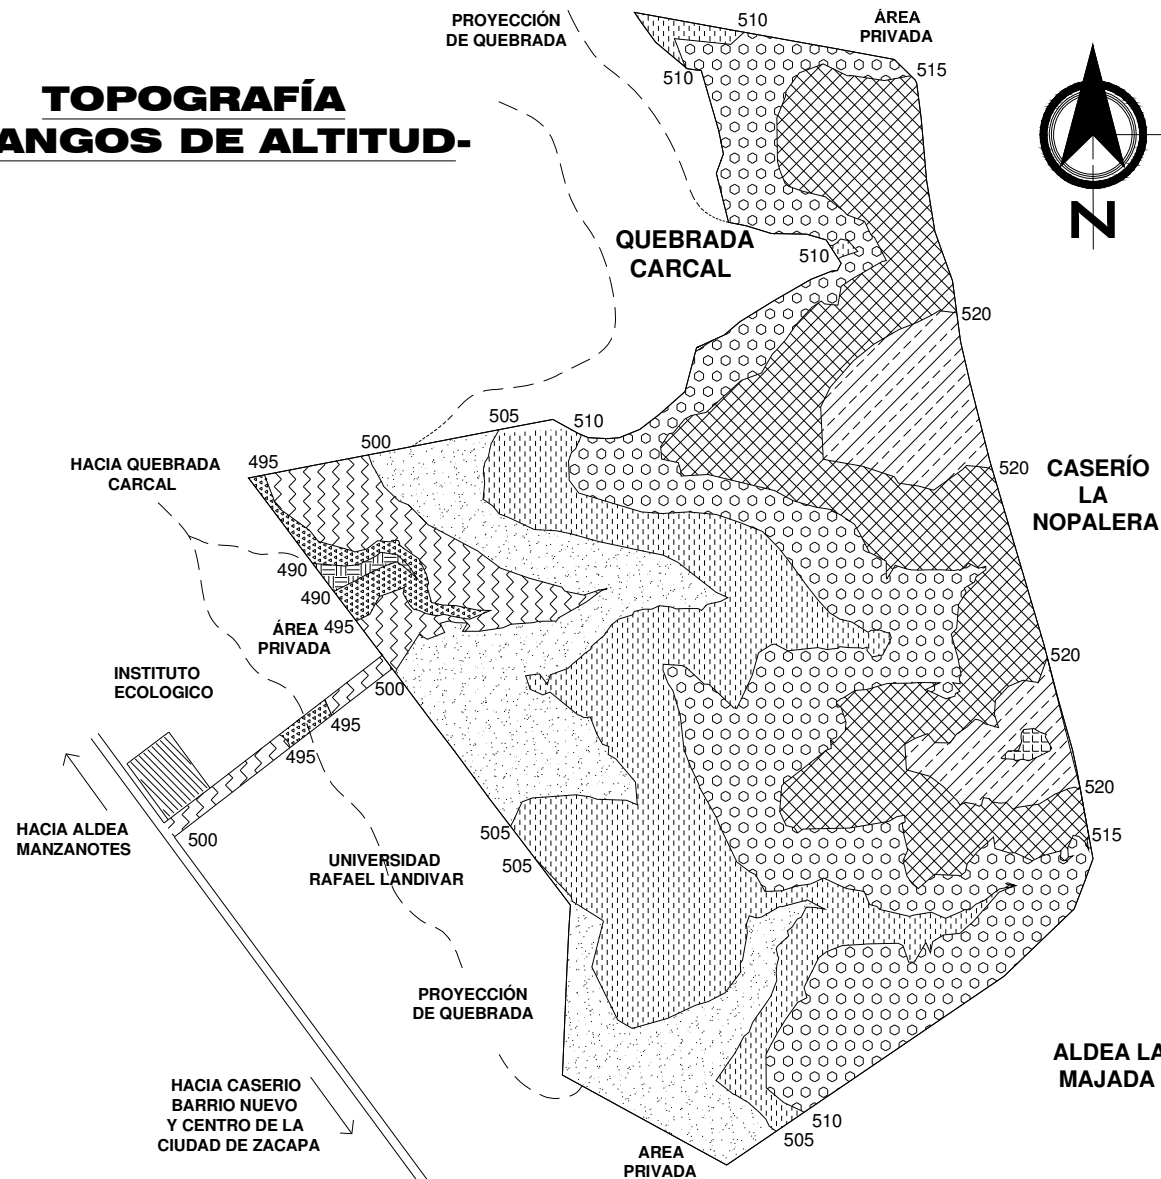 PROYECCIÓN
DE QUEBRADA
510
ÁREA
PRIVADA
510
515
TOPOGRAFÍA
ANGOS DE ALTITUD-
N
QUEBRADA
CARCAL
510
520
505
510
500
495
HACIA QUEBRADA
CARCAL
520
CASERÍO
LA
NOPALERA
490
490
495
ÁREA
PRIVADA
500
INSTITUTO
ECOLOGICO
520
495
495
520
500
HACIA ALDEA
MANZANOTES
505
505
515
UNIVERSIDAD
RAFAEL LANDIVAR
PROYECCIÓN
DE QUEBRADA
ALDEA LA
MAJADA
HACIA CASERIO
BARRIO NUEVO
Y CENTRO DE LA
CIUDAD DE ZACAPA
510
505
AREA
PRIVADA